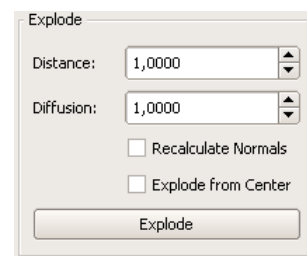 Explode
Distance: 1,0000
Diffusion: 1,0000
Recalculate Normals
Explode from Center
Explode